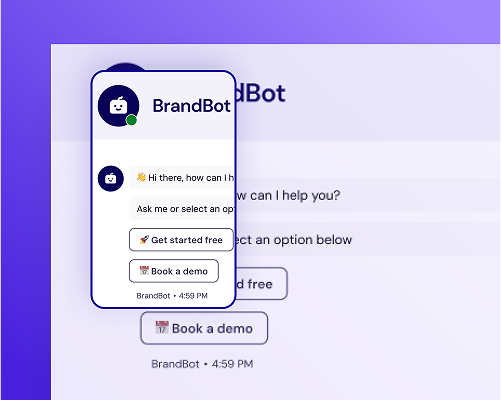 BrandBot
👋 Hi there, how can I h
Ask me or select an opt
🚀 Get started free
📅 Book a demo
BrandBot • 4:59 PM
dBot
w can I help you?
ect an option below
d free
📅 Book a demo
BrandBot • 4:59 PM